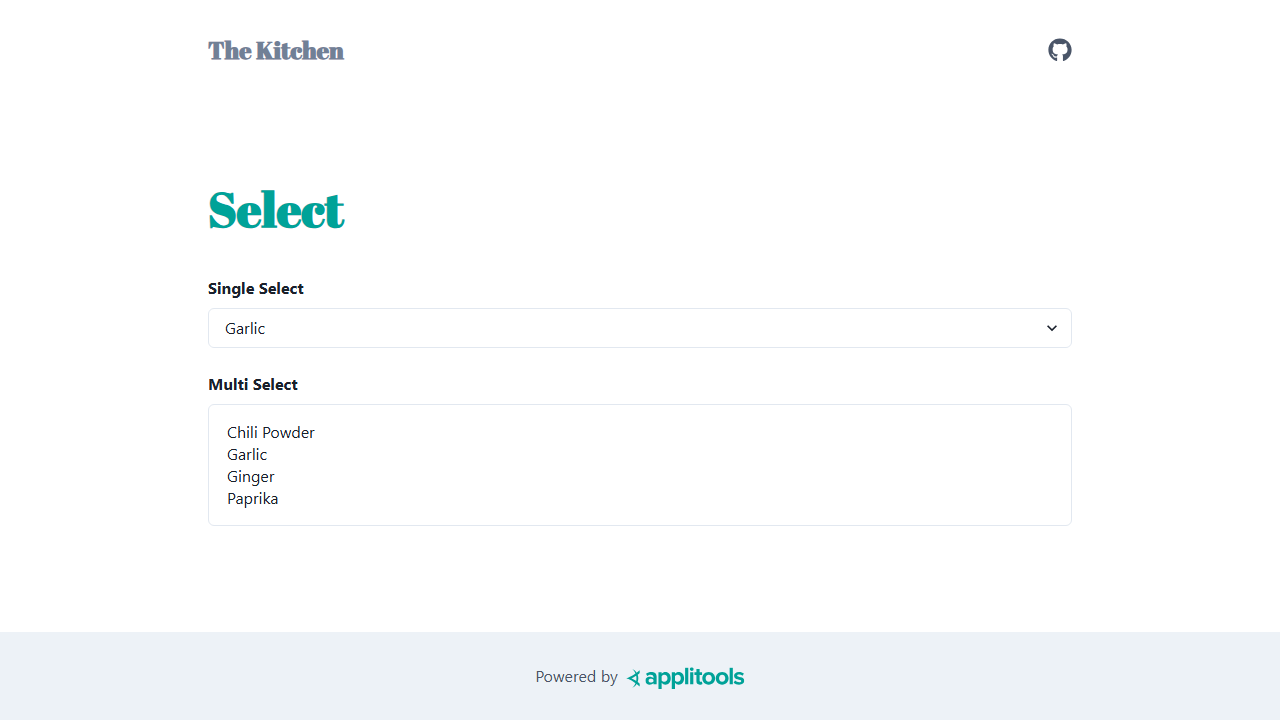 The Kitchen
Select
Single Select
Garlic
Multi Select
Chili Powder
Garlic
Ginger
Paprika
Powered by applitools